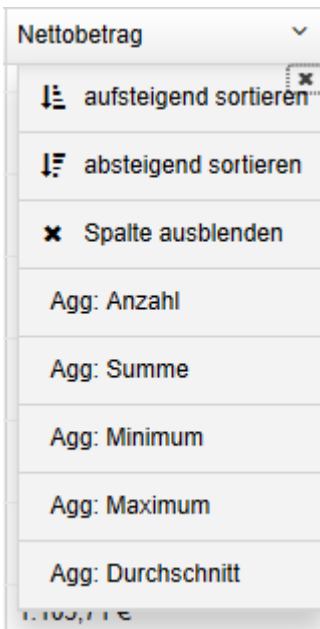 Nettobetrag
aufsteigend sortieren
absteigend sortieren
Spalte ausblenden
Agg: Anzahl
Agg: Summe
Agg: Minimum
Agg: Maximum
Agg: Durchschnitt